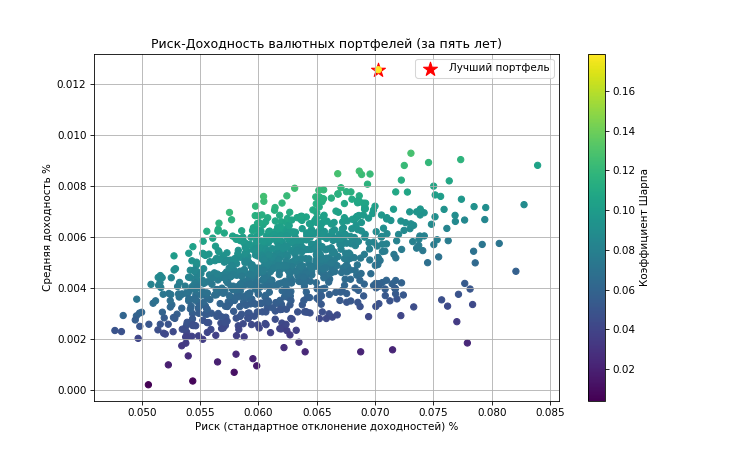 Риск-Доходность валютных портфелей (за пять лет)
Лучший портфель
Средняя доходность %
0.012
0.010
0.008
0.006
0.004
0.002
0.000
0.050 0.055 0.060 0.065 0.070 0.075 0.080 0.085
Риск (стандартное отклонение доходностей) %
0.16
0.14
0.12
0.10
0.08
0.06
0.04
0.02
Коэффициент Шарпа